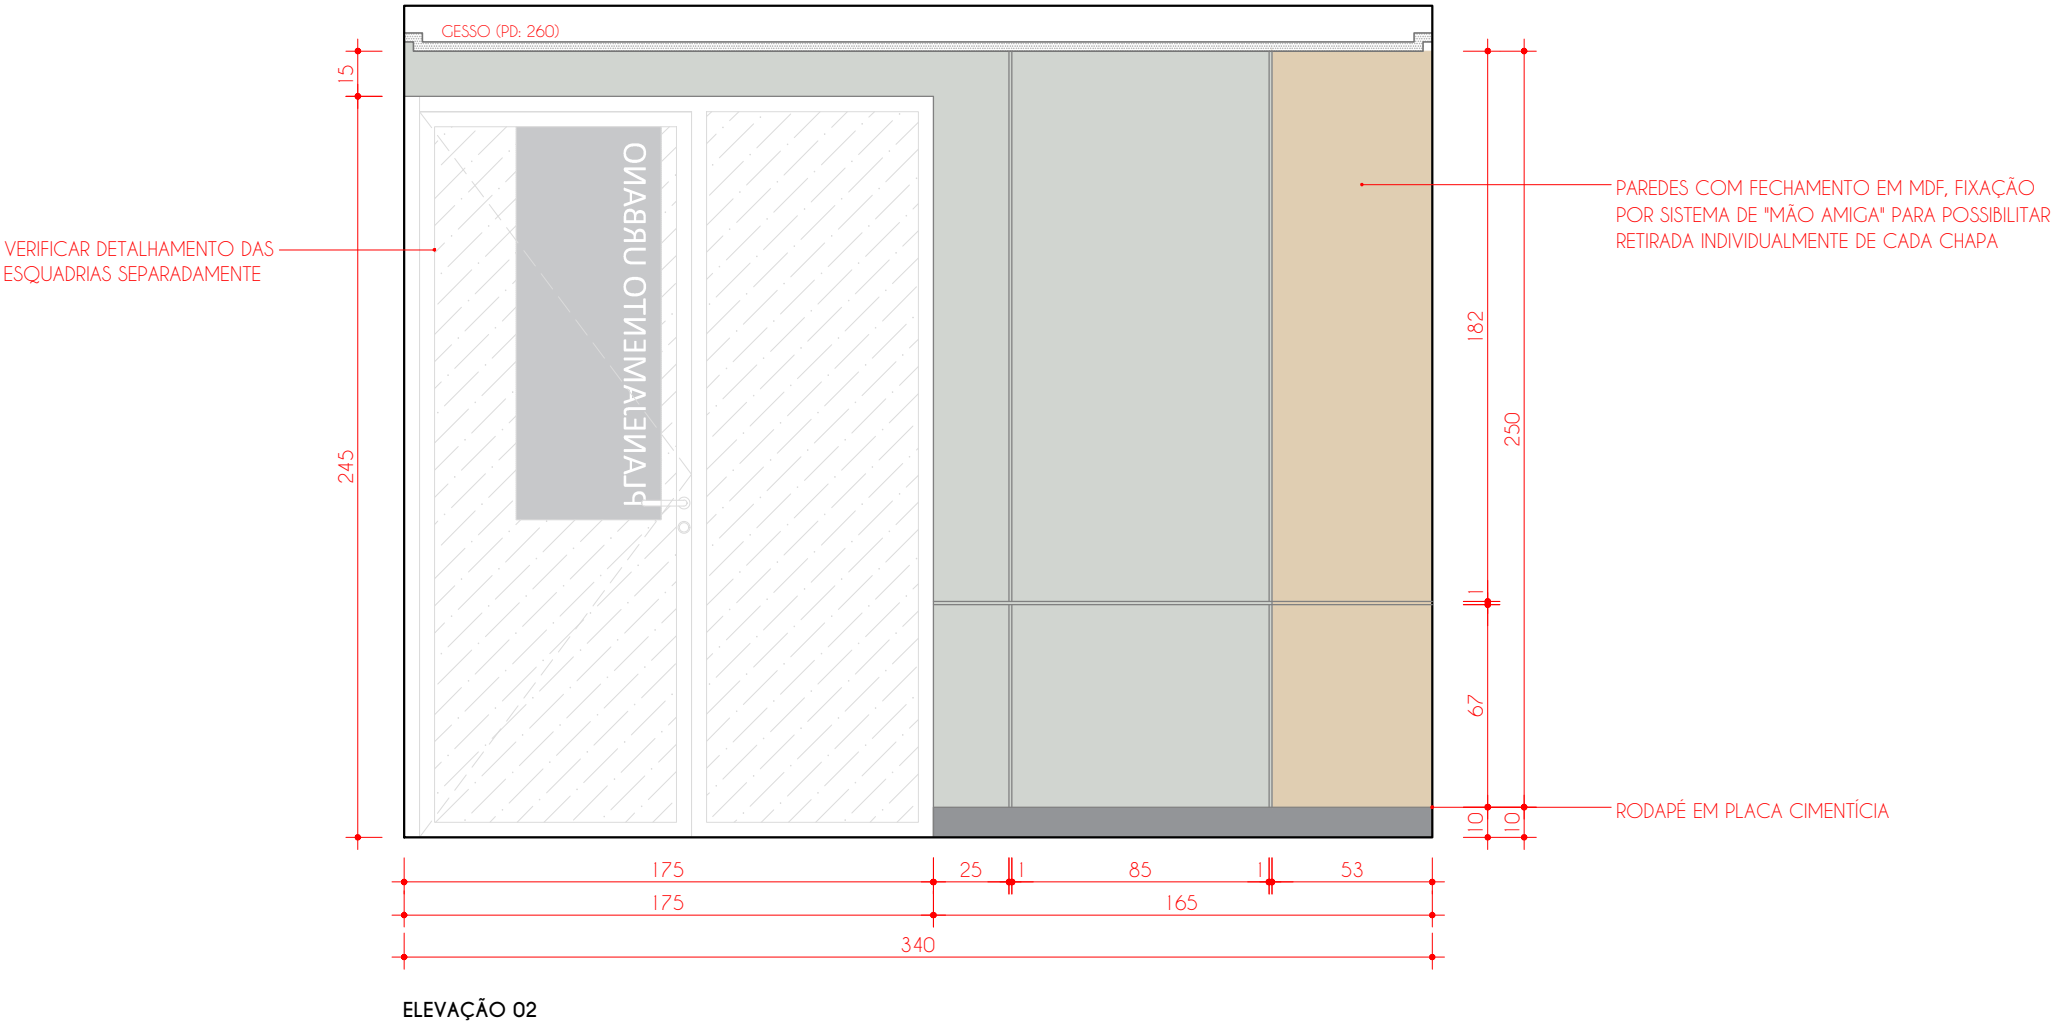 GESSO (PD: 260)
15
245
VERIFICAR DETALHAMENTO DAS
ESQUADRIAS SEPARADAMENTE
PLANEJAMENTO URBANO
PAREDES COM FECHAMENTO EM MDF, FIXAÇÃO
POR SISTEMA DE "MÃO AMIGA" PARA POSSIBILITAR
RETIRADA INDIVIDUALMENTE DE CADA CHAPA
182
250
1
67
10
10
RODAPÉ EM PLACA CIMENTÍCIA
175 25 1 85 1 53
175 165
340
ELEVAÇÃO 02